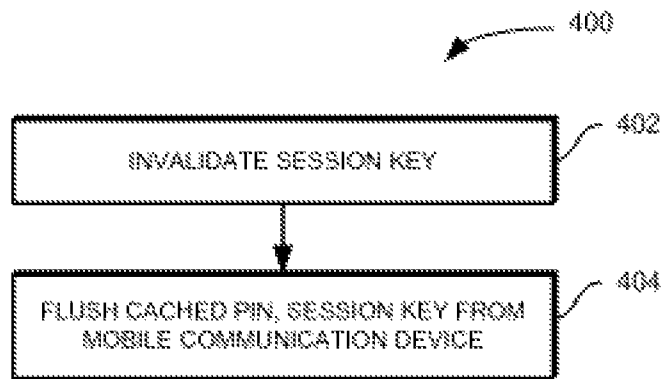 400
INVALIDATE SESSION KEY
402
FLUSH CACHED PIN, SESSION KEY FROM
MOBILE COMMUNICATION DEVICE
404